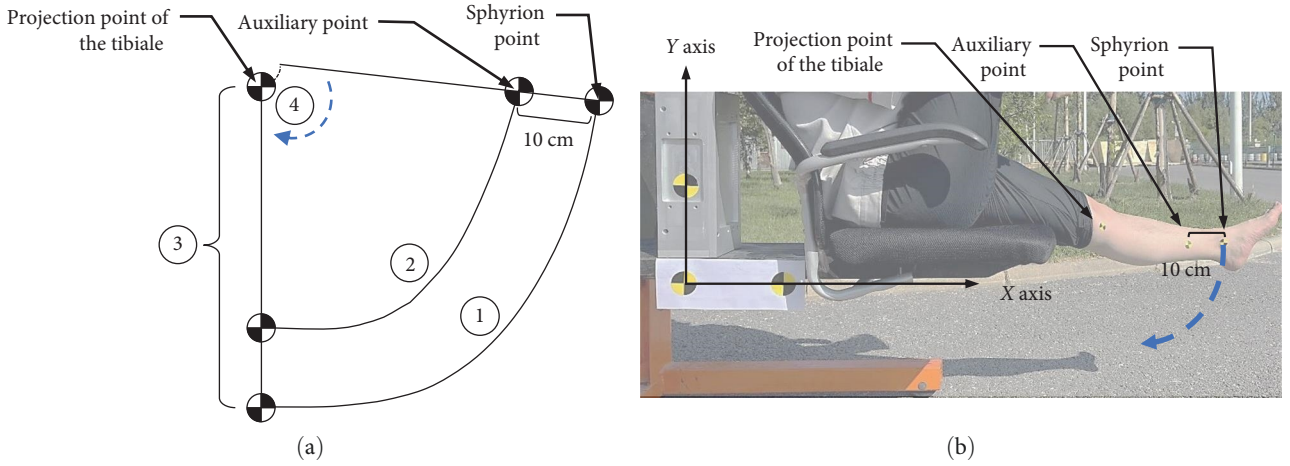 Projection point of
the tibiale
Auxiliary point
Sphyrion
point
4
10 cm
3
2
1
(a)
Y axis
Projection point
of the tibiale
Auxiliary
point
Sphyrion
point
10 cm
X axis
(b)